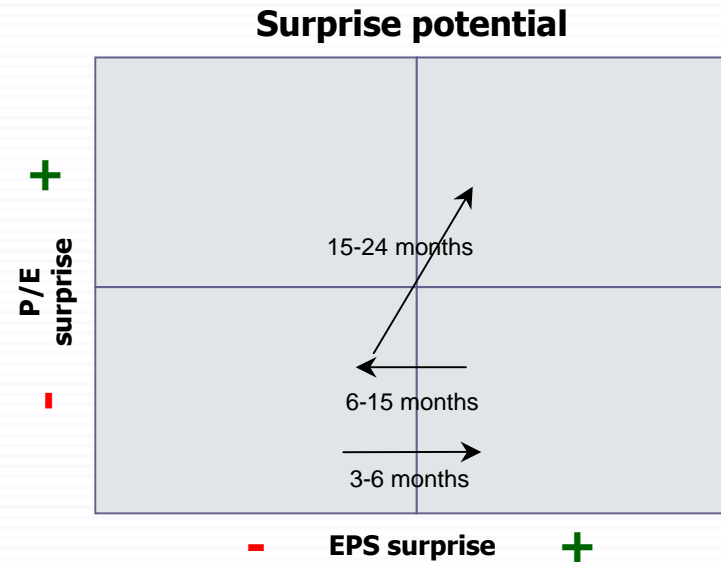 Surprise potential
+
P/E
surprise
-
15-24 months
6-15 months
3-6 months
- EPS surprise +